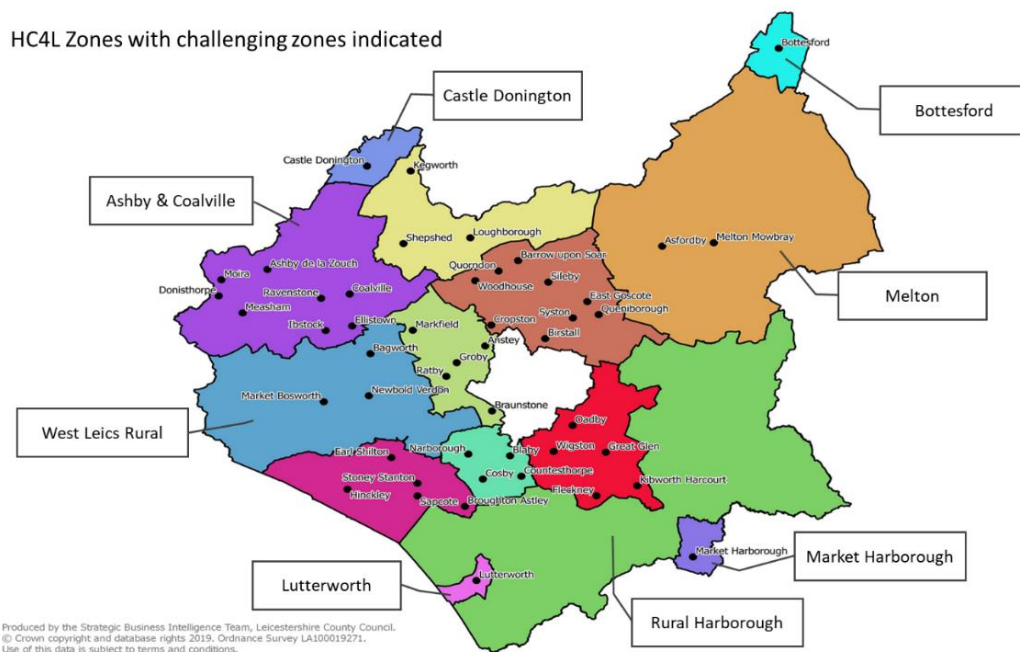 HC4L Zones with challenging zones indicated
Bottesford
Castle Donington
Bottesford
Castle Donington
Kegworth
Ashby & Coalville
Shepshed
Loughborough
Asfordby
Melton Mowbray
Barrow upon Soar
Quorndon
Ashby de la Zouch
Moira
Woodhouse
Sileby
Donisthorpe
Ravenstone
Coalville
Melton
East Goscote
Measham
Syston
Queniborough
Ibstock
Ellistown
Markfield
Cropston
Birstall
Anstey
Bagworth
Groby
Ratby
Newbold Verdon
Market Bosworth
Braunstone
Oadby
West Leics Rural
Earl Shilton
Narborough
Blaby
Wigston
Great Glen
Stoney Stanton
Cosby
Countesthorpe
Hinckley
Sapcote
Broughton Astley
Fleckney
Kibworth Harcourt
Market Harborough
Market Harborough
Lutterworth
Lutterworth
Rural Harborough
Produced by the Strategic Business Intelligence Team, Leicestershire County Council.
© Crown copyright and database rights 2019. Ordnance Survey LA100019271.
Use of this data is subject to terms and conditions.